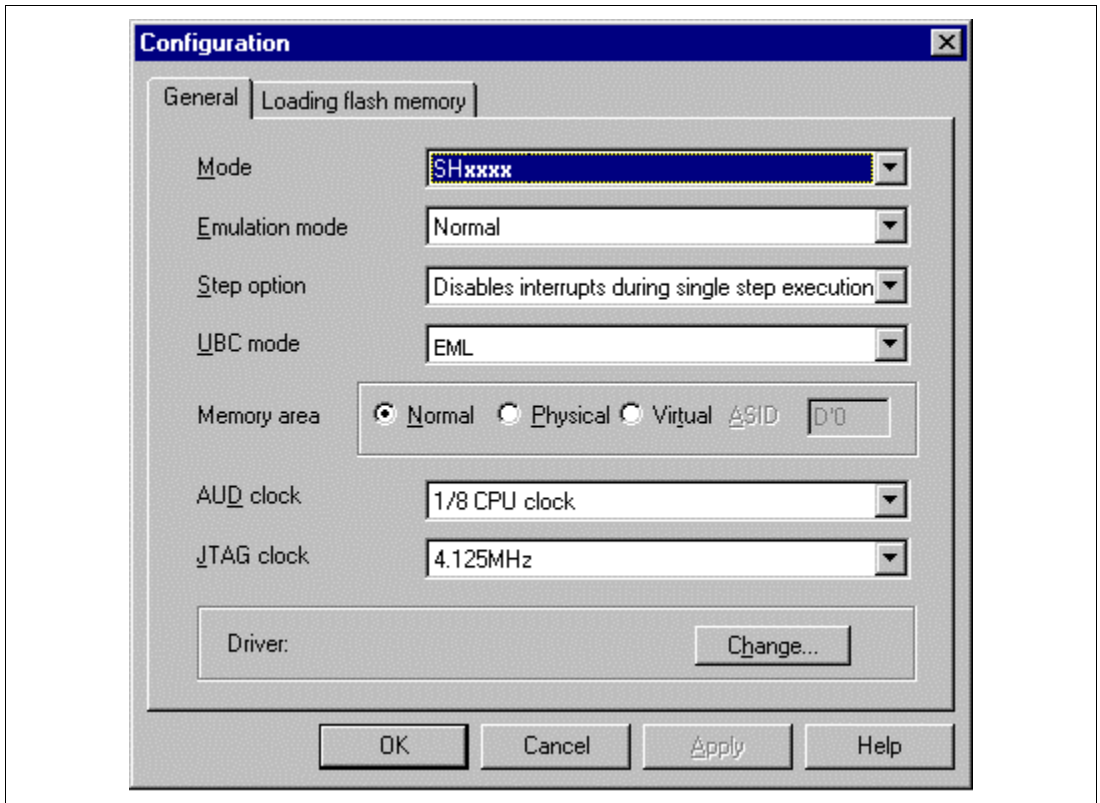 Configuration
General Loading flash memory
Mode SHxxxx
Emulation mode Normal
Step option Disables interrupts during single step execution
UBC mode EML
Memory area Normal Physical Virtual ASID D'0
AUD clock 1/8 CPU clock
JTAG clock 4.125MHz
Driver: Change...
OK Cancel Apply Help